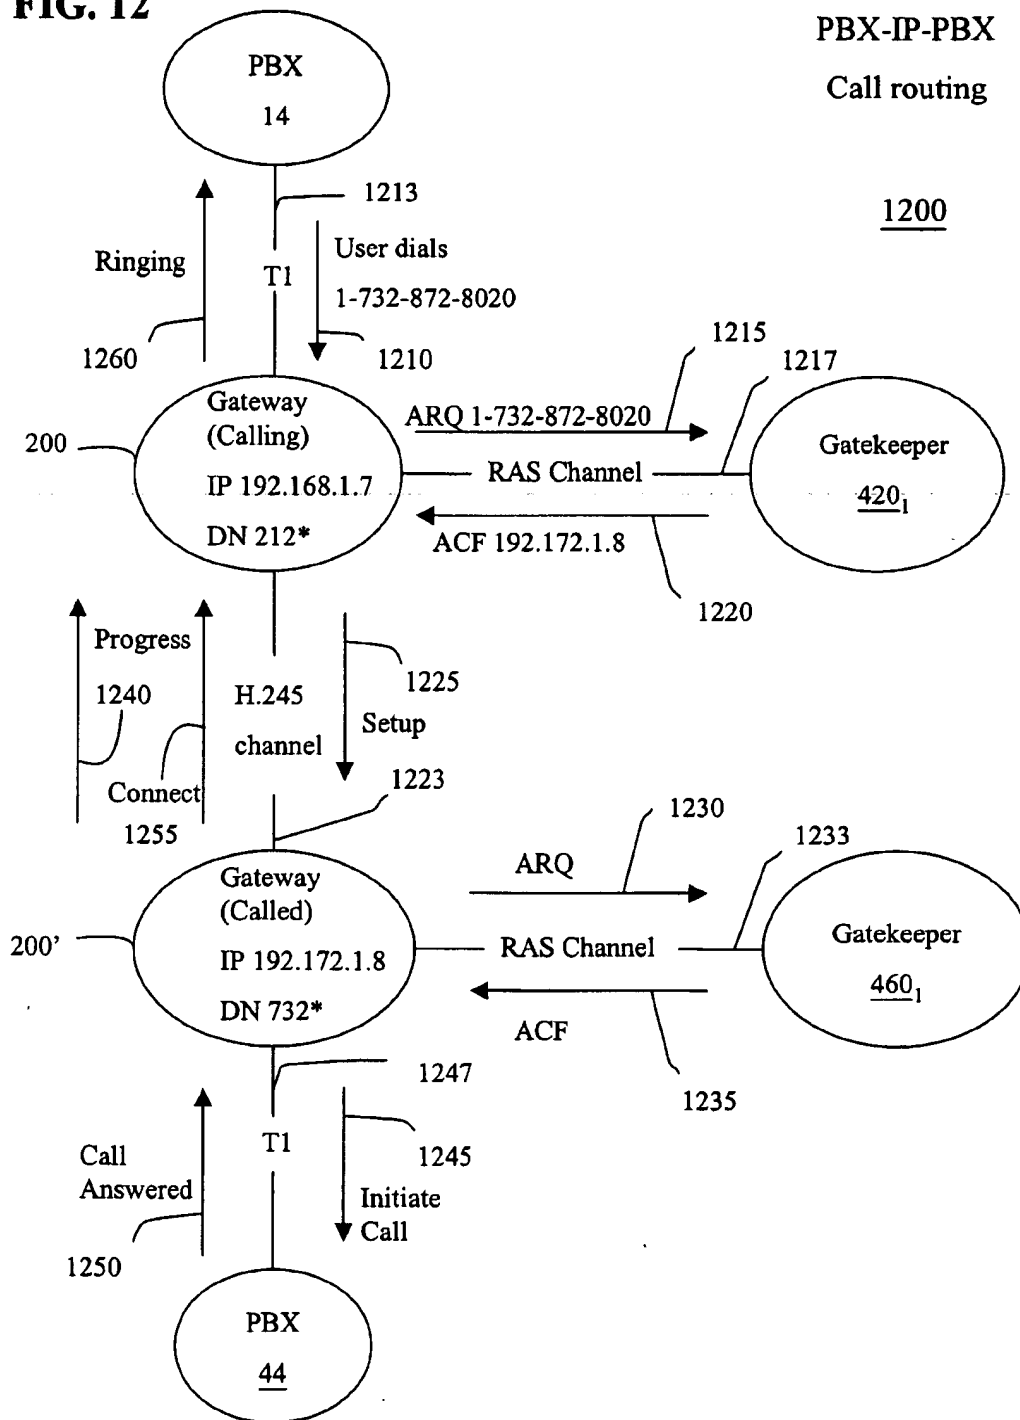 FIG. 12
PBX-IP-PBX
Call routing
1200
PBX
14
1213
Ringing
T1
User dials
1-732-872-8020
1260
1210
1215
1217
200
Gateway
(Calling)
IP 192.168.1.7
DN 212*
ARQ 1-732-872-8020
RAS Channel
ACF 192.172.1.8
Gatekeeper
420₁
1220
Progress
1240
H.245
channel
1225
Setup
Connect
1255
1223
1230
1233
200'
Gateway
(Called)
IP 192.172.1.8
DN 732*
ARQ
RAS Channel
ACF
Gatekeeper
460₁
1235
1247
T1
1245
Call
Answered
Initiate
Call
1250
PBX
44